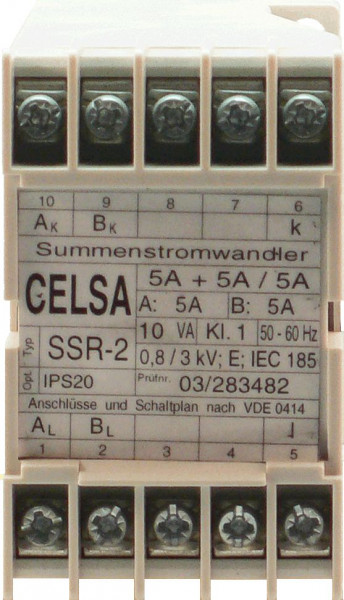 10 9 8 7 6
AK BK k
Summenstromwandler
CELSA 5A + 5A / 5A
A: 5A B: 5A
10 VA Kl. 1 50 - 60 Hz
Typ SSR-2 0,8 / 3 kV; E; IEC 185
Opt. IPS20 Prüfnr. 03/283482
Anschlüsse und Schaltplan nach VDE 0414
AL BL l
1 2 3 4 5